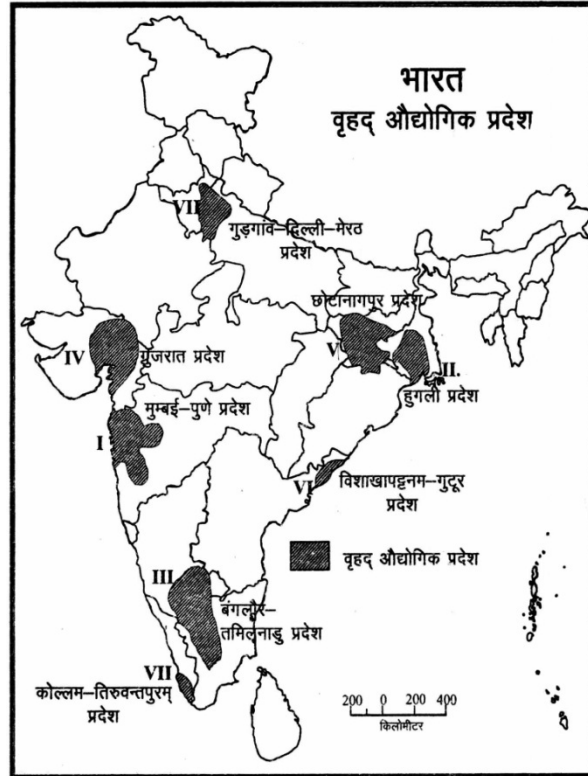 भारत
वृहद् औद्योगिक प्रदेश
VII
गुड़गांव–दिल्ली–मेरठ
प्रदेश
छोटानागपुर प्रदेश
IV
गुजरात प्रदेश
V
II.
हुगली प्रदेश
मुम्बई–पुणे प्रदेश
I
VI
विशाखापट्टनम–गुटूर
प्रदेश
वृहद् औद्योगिक प्रदेश
III
बंगलौर–
तमिलनाडु प्रदेश
VII
कोल्लम–तिरुवन्तपुरम्
प्रदेश
200 0 200 400
किलोमीटर